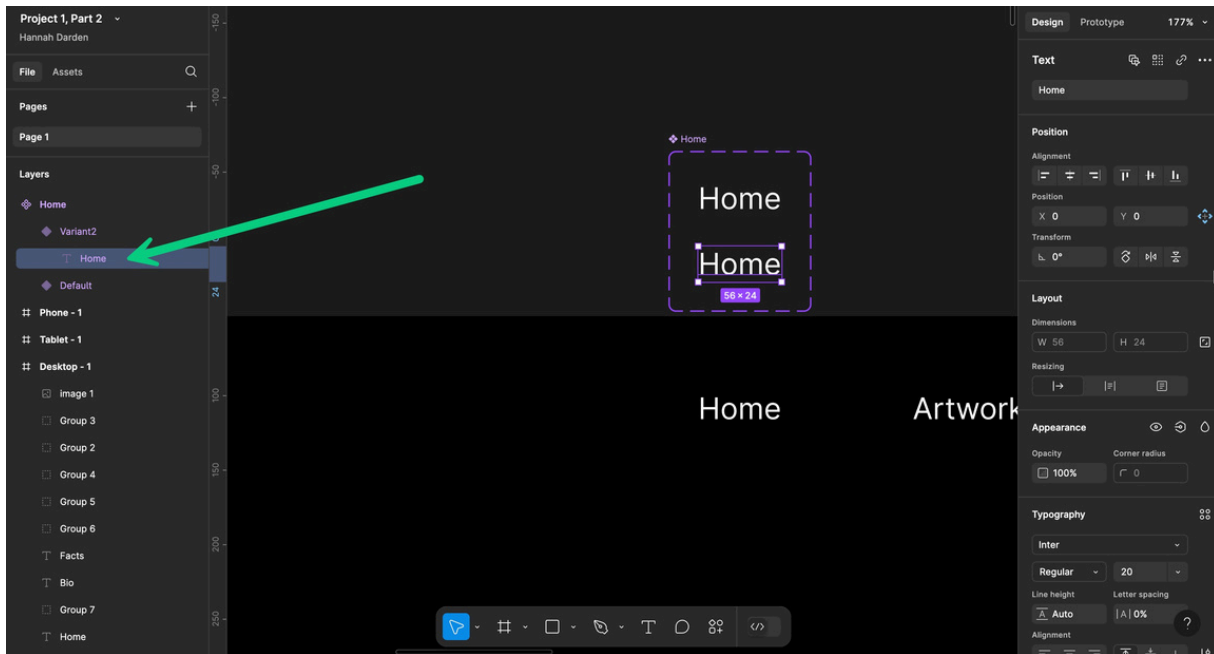 Project 1, Part 2
Hannah Darden
File Assets
Pages
Page 1
Layers
Home
Variant2
Home
Default
Phone - 1
Tablet - 1
Desktop - 1
image 1
Group 3
Group 2
Group 4
Group 5
Group 6
Facts
Bio
Group 7
Home
-150
-100
-50
24
100
150
200
250
Home
Home
Home
56 × 24
Home Artwork
Design Prototype 177%
Text
Home
Position
Alignment
Position
X 0 Y 0
Transform
0°
Layout
Dimensions
W 56 H 24
Resizing
Appearance
Opacity Corner radius
100% 0
Typography
Inter
Regular 20
Line height Letter spacing
Auto |A| 0%
Alignment
?